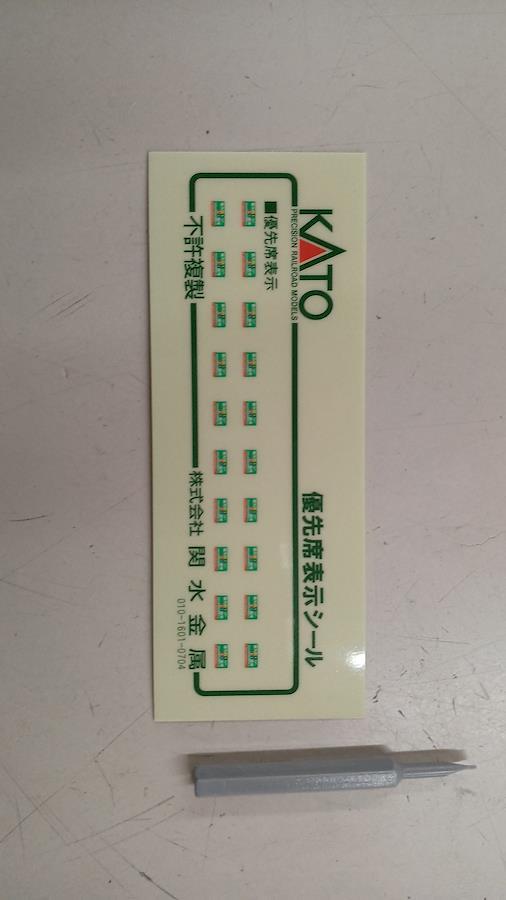 KATO
PRECISION RAILROAD MODELS
優先席表示シール
■優先席表示
不許複製
株式会社 関水金属
010-1601-0704